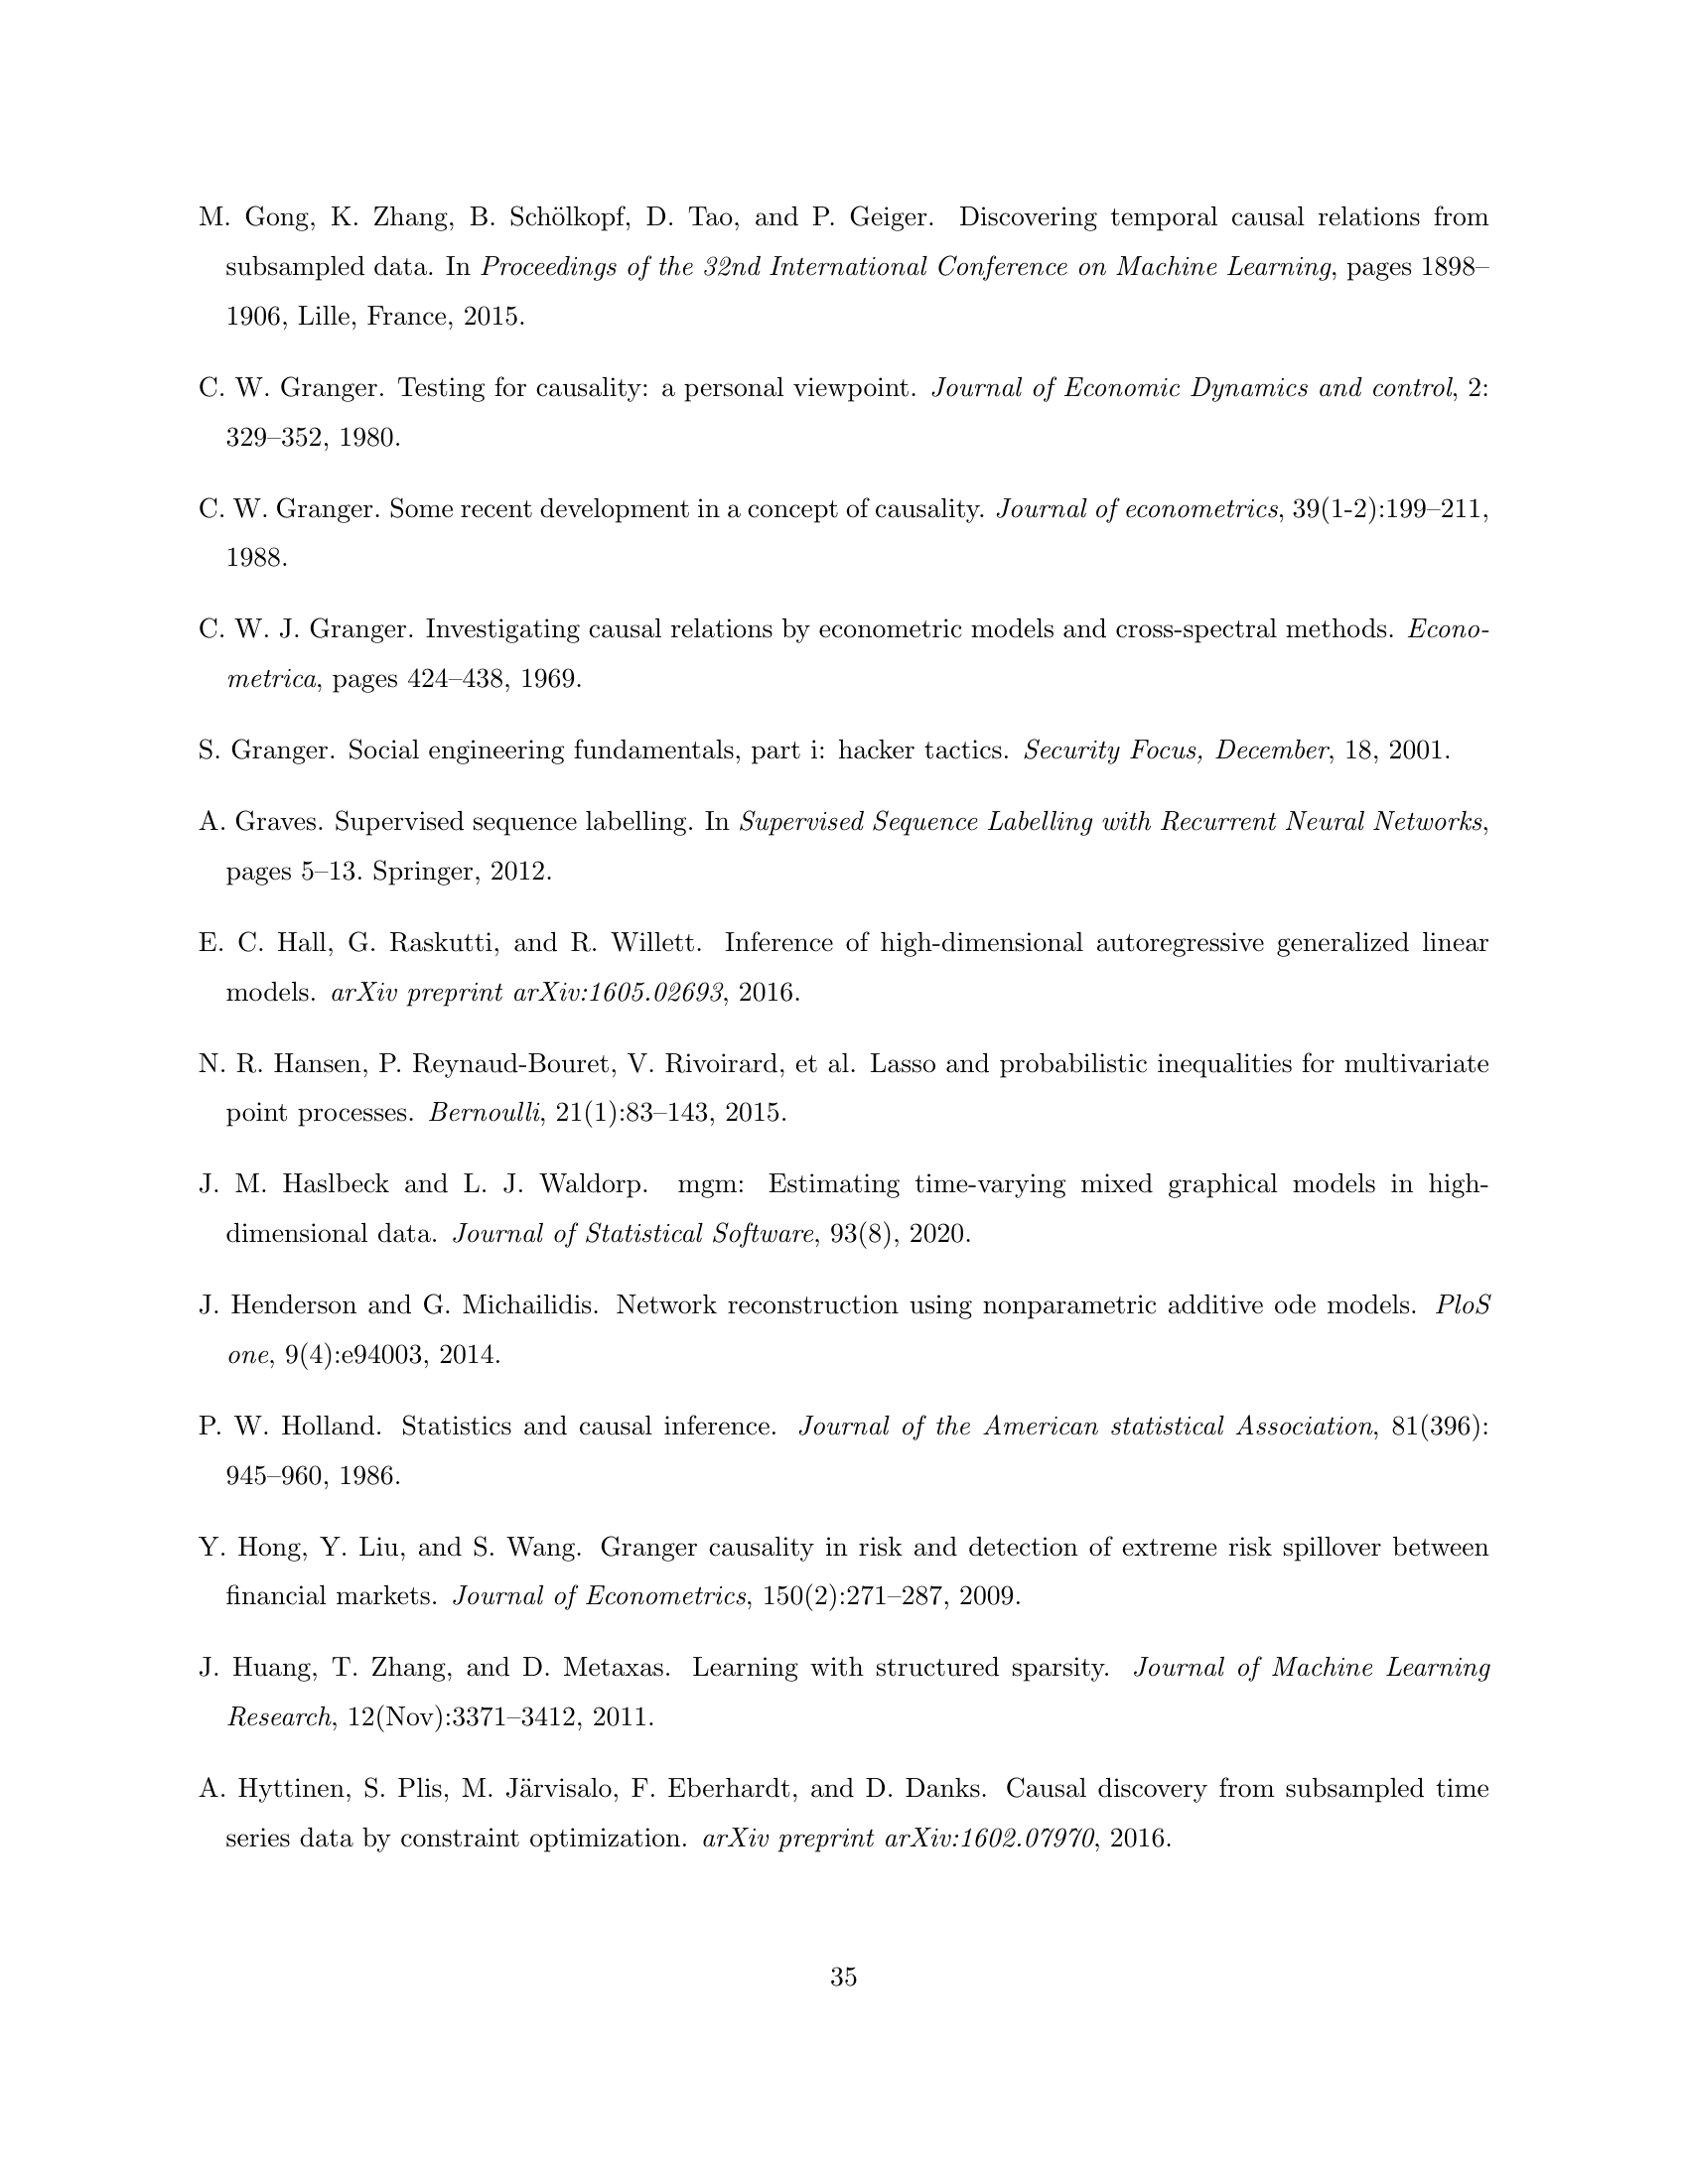 M. Gong, K. Zhang, B. Schölkopf, D. Tao, and P. Geiger. Discovering temporal causal relations from
subsampled data. In Proceedings of the 32nd International Conference on Machine Learning, pages 1898–
1906, Lille, France, 2015.
C. W. Granger. Testing for causality: a personal viewpoint. Journal of Economic Dynamics and control, 2:
329–352, 1980.
C. W. Granger. Some recent development in a concept of causality. Journal of econometrics, 39(1-2):199–211,
1988.
C. W. J. Granger. Investigating causal relations by econometric models and cross-spectral methods. Econo-
metrica, pages 424–438, 1969.
S. Granger. Social engineering fundamentals, part i: hacker tactics. Security Focus, December, 18, 2001.
A. Graves. Supervised sequence labelling. In Supervised Sequence Labelling with Recurrent Neural Networks,
pages 5–13. Springer, 2012.
E. C. Hall, G. Raskutti, and R. Willett. Inference of high-dimensional autoregressive generalized linear
models. arXiv preprint arXiv:1605.02693, 2016.
N. R. Hansen, P. Reynaud-Bouret, V. Rivoirard, et al. Lasso and probabilistic inequalities for multivariate
point processes. Bernoulli, 21(1):83–143, 2015.
J. M. Haslbeck and L. J. Waldorp. mgm: Estimating time-varying mixed graphical models in high-
dimensional data. Journal of Statistical Software, 93(8), 2020.
J. Henderson and G. Michailidis. Network reconstruction using nonparametric additive ode models. PloS
one, 9(4):e94003, 2014.
P. W. Holland. Statistics and causal inference. Journal of the American statistical Association, 81(396):
945–960, 1986.
Y. Hong, Y. Liu, and S. Wang. Granger causality in risk and detection of extreme risk spillover between
financial markets. Journal of Econometrics, 150(2):271–287, 2009.
J. Huang, T. Zhang, and D. Metaxas. Learning with structured sparsity. Journal of Machine Learning
Research, 12(Nov):3371–3412, 2011.
A. Hyttinen, S. Plis, M. Järvisalo, F. Eberhardt, and D. Danks. Causal discovery from subsampled time
series data by constraint optimization. arXiv preprint arXiv:1602.07970, 2016.
35